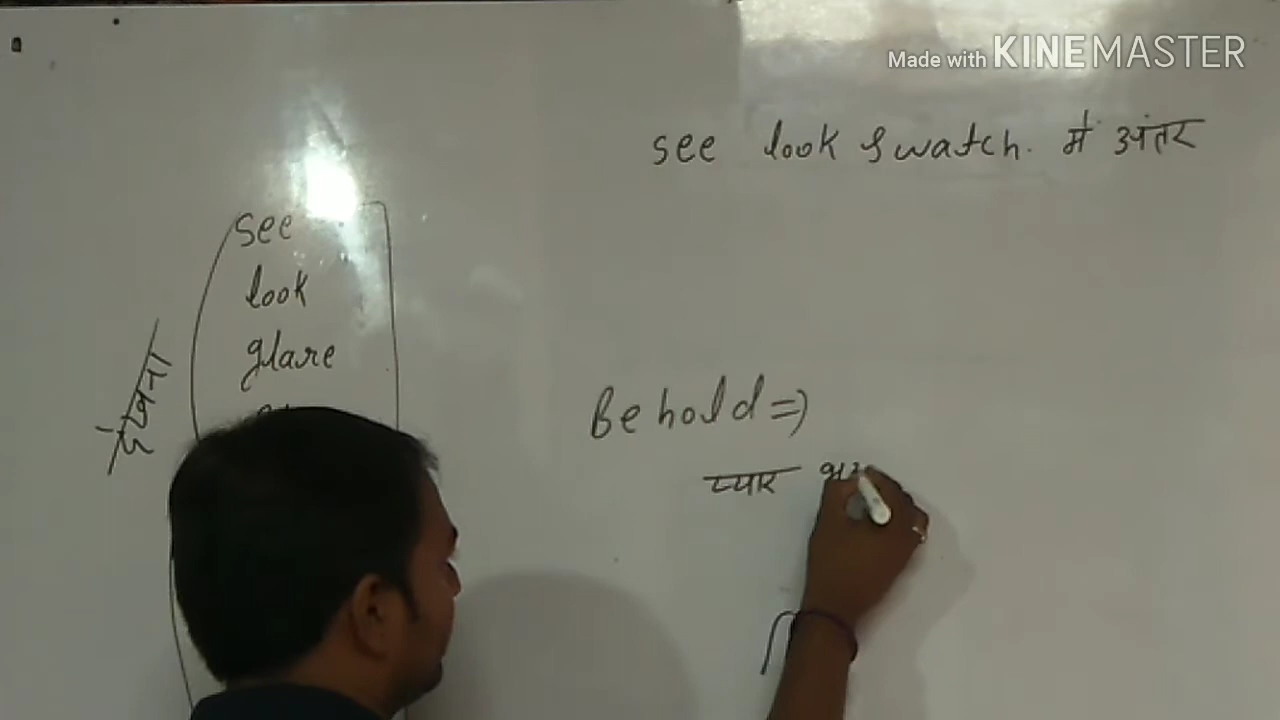 Made with KINEMASTER
see look & watch. में अंतर
see
look
glare
देखना
Behold =>
प्यार